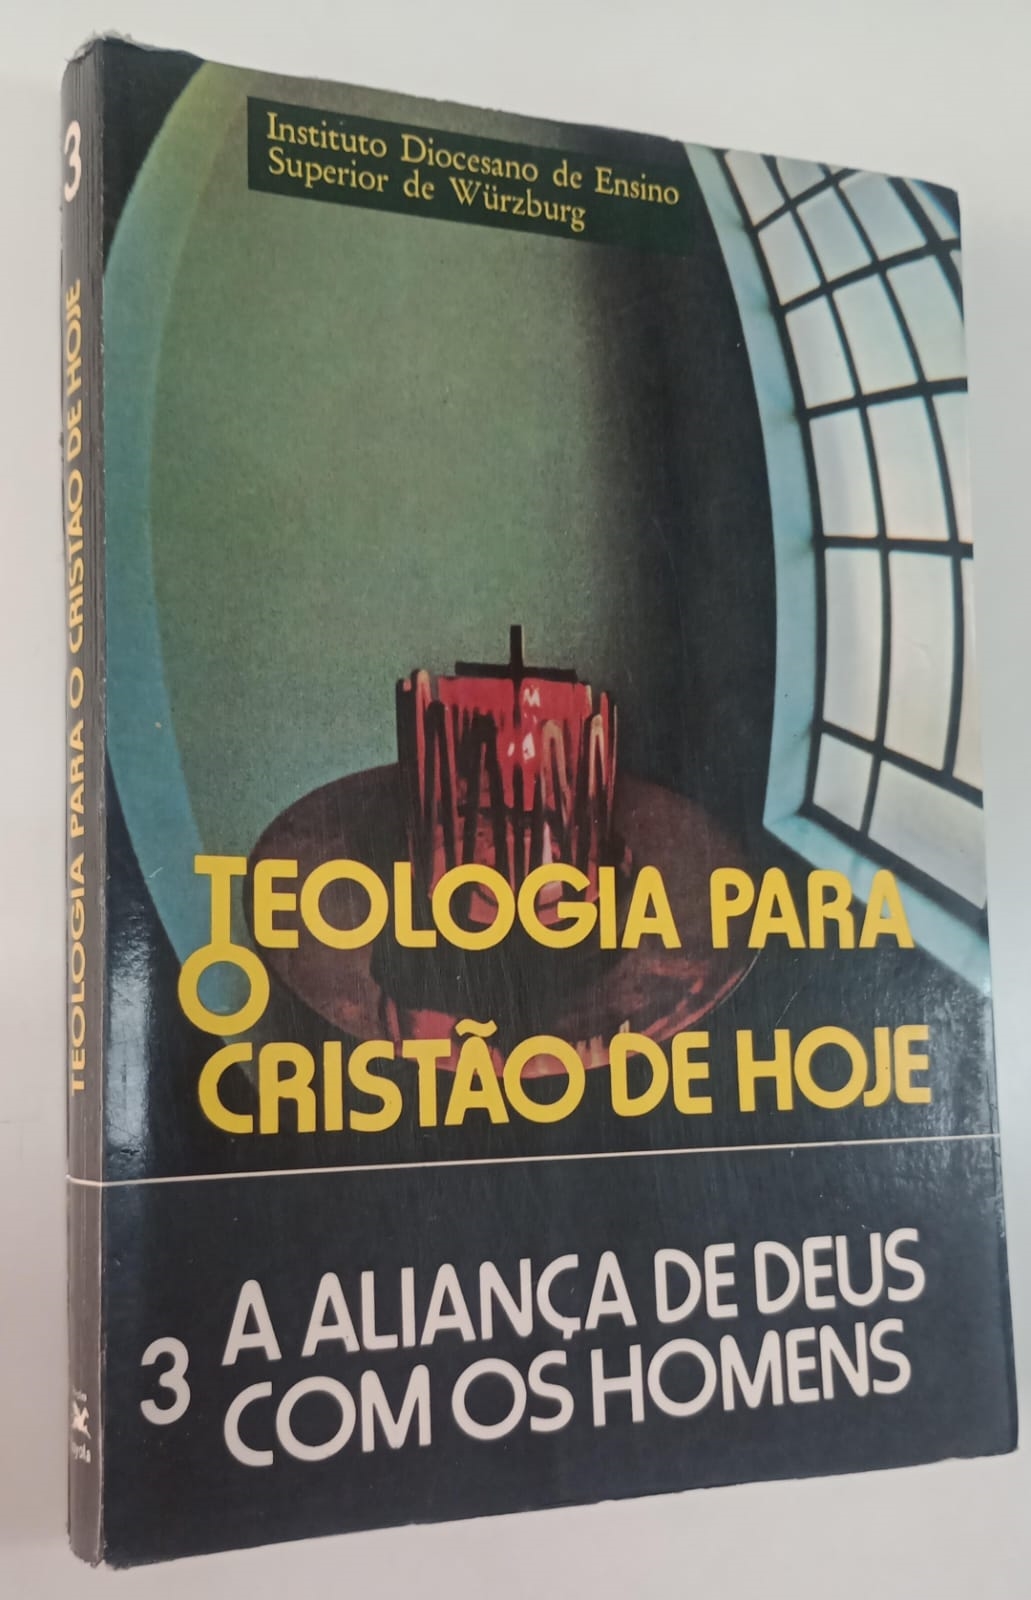 Instituto Diocesano de Ensino
Superior de Würzburg
TEOLOGIA PARA
O
CRISTÃO DE HOJE
3
A ALIANÇA DE DEUS
COM OS HOMENS
3
TEOLOGIA PARA O CRISTÃO DE HOJE
Loyola